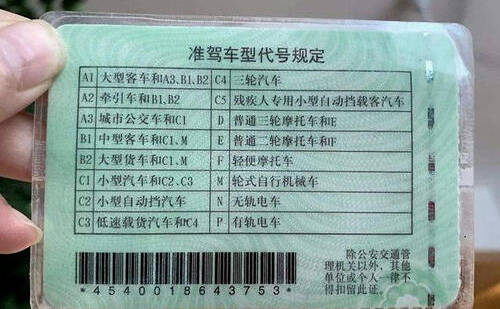 准驾车型代号规定
A1 大型客车和A3、B1、B2 C4 三轮汽车
A2 牵引车和B1、B2 C5 残疾人专用小型自动挡载客汽车
A3 城市公交车和C1 D 普通三轮摩托车和E
B1 中型客车和C1、M E 普通二轮摩托车和F
B2 大型货车和C1、M F 轻便摩托车
C1 小型汽车和C2、C3 M 轮式自行机械车
C2 小型自动挡汽车 N 无轨电车
C3 低速载货汽车和C4 P 有轨电车
除公安交通管
理机关以外，其他
单位或个人一律不
得扣留此证。
*4540018643753*